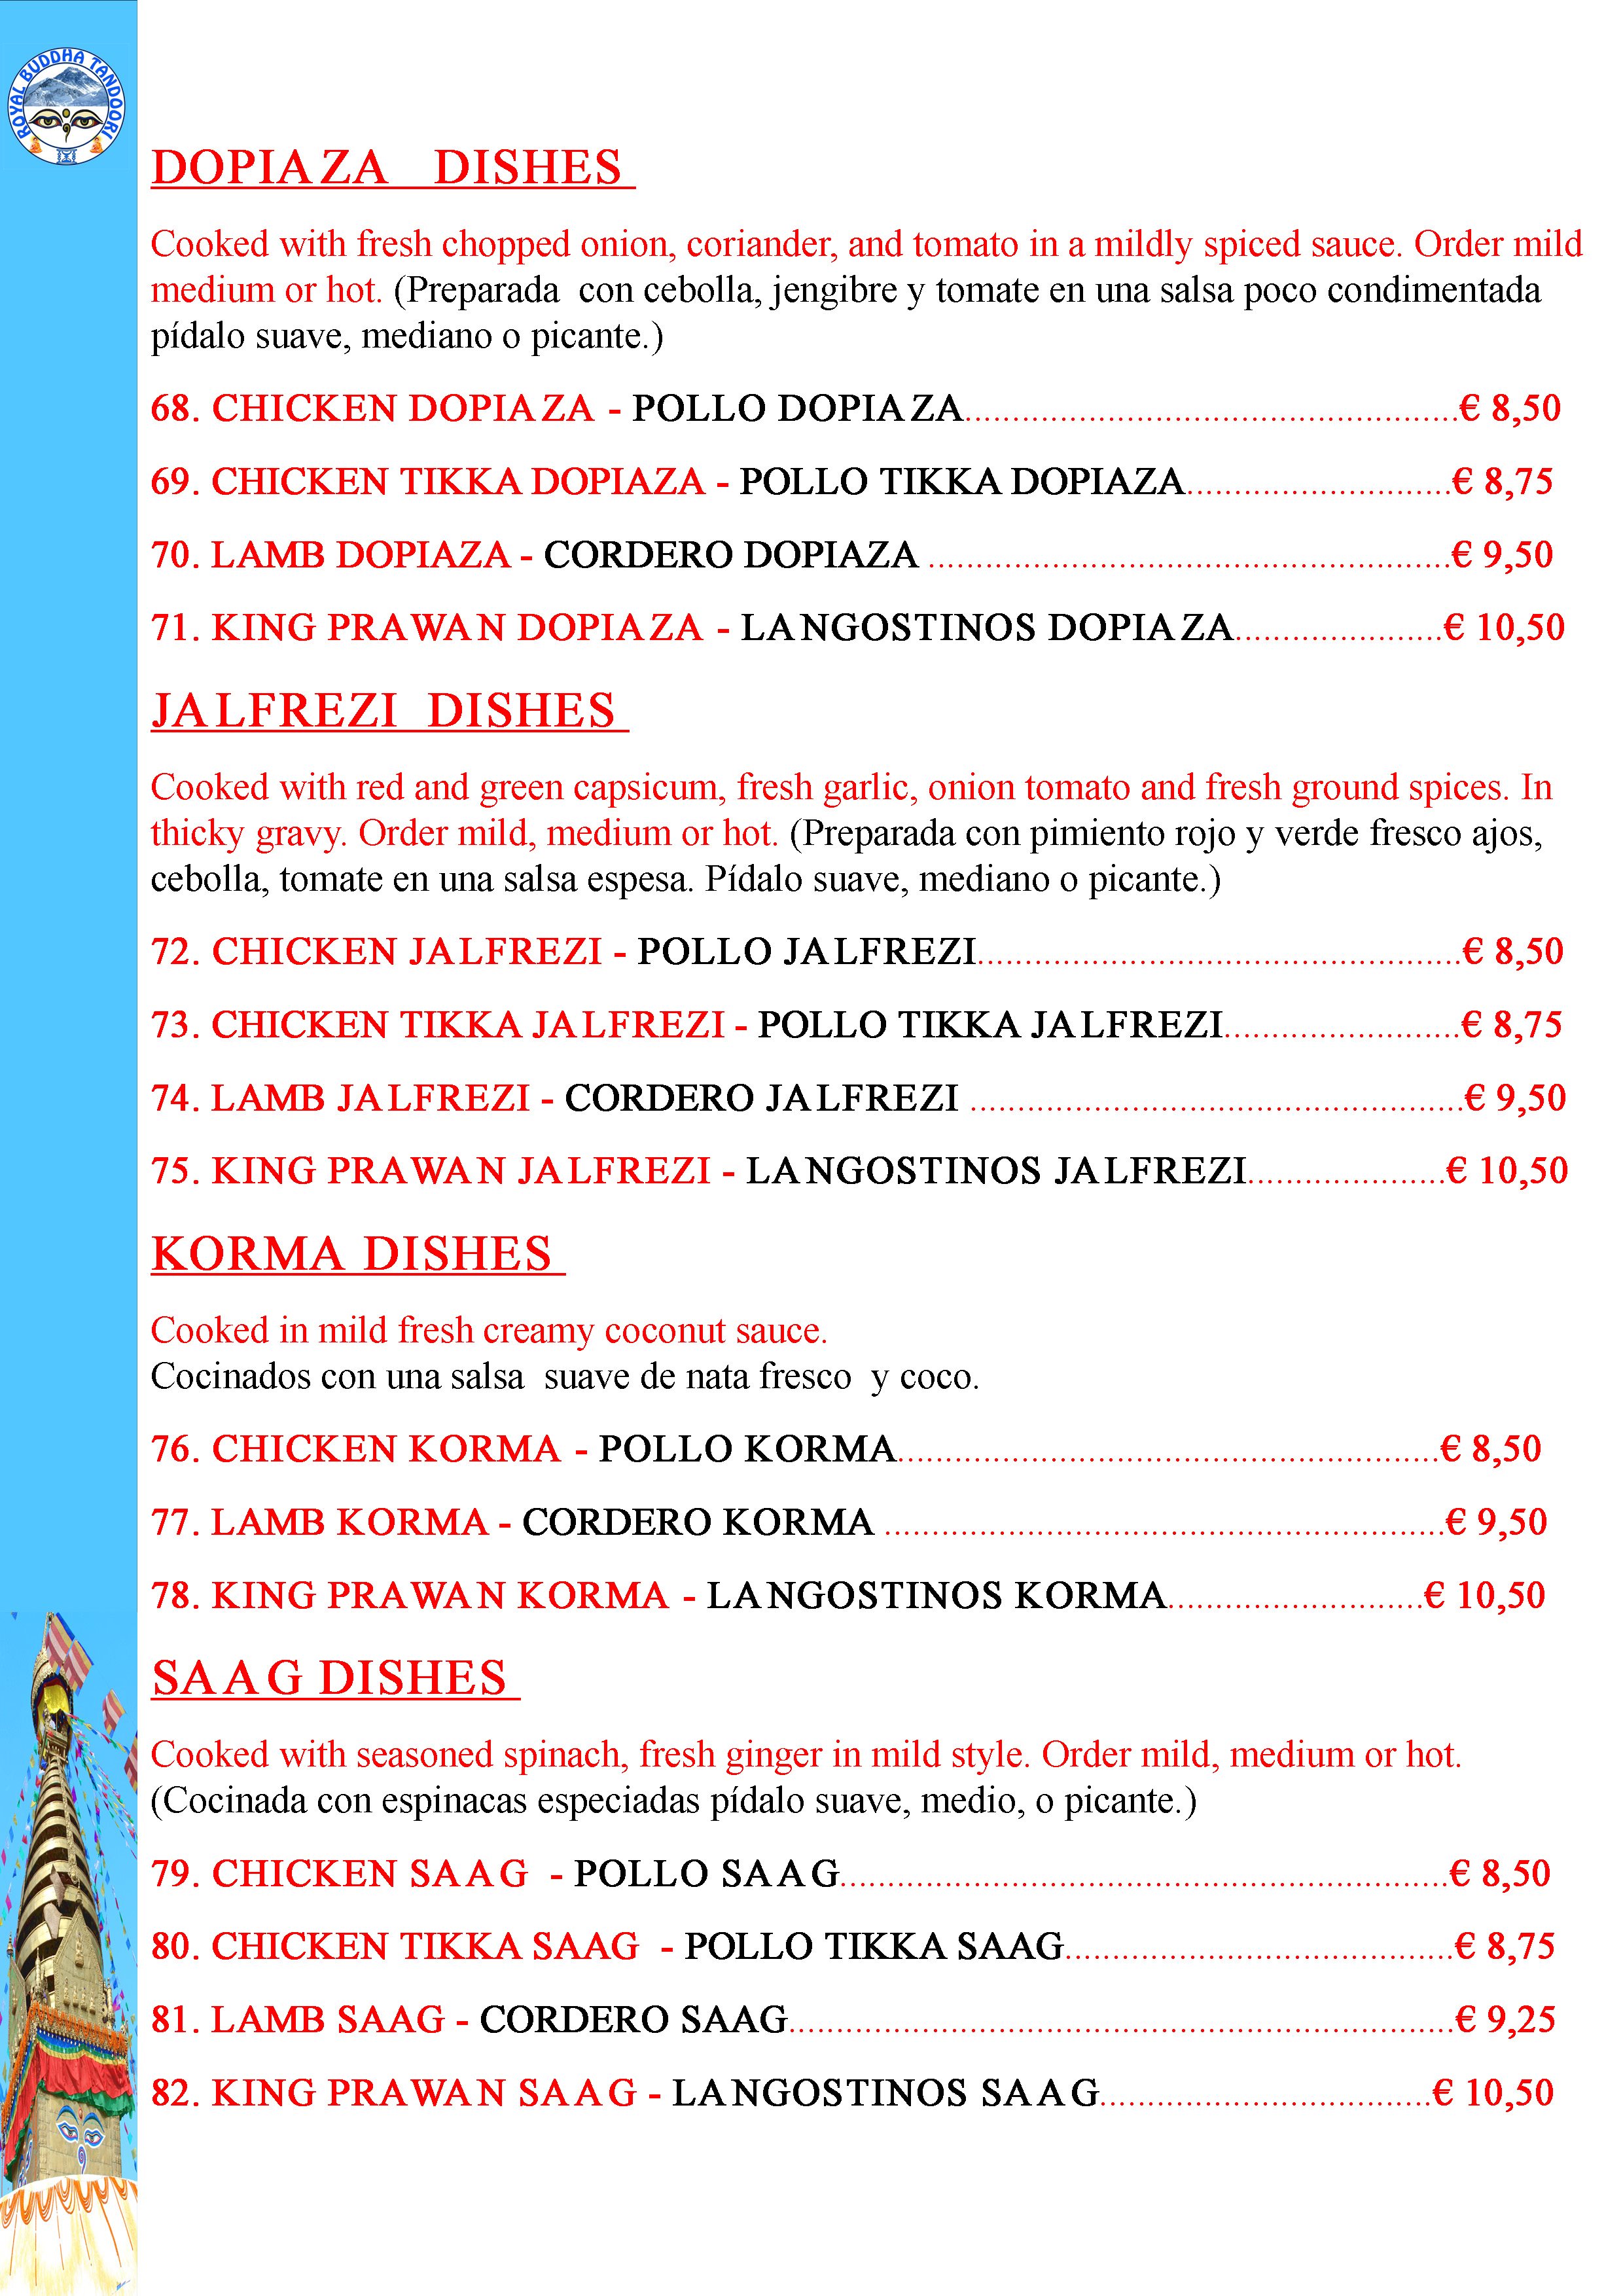 ROYAL BUDDHA TANDOORI
DOPIAZA DISHES
Cooked with fresh chopped onion, coriander, and tomato in a mildly spiced sauce. Order mild
medium or hot. (Preparada con cebolla, jengibre y tomate en una salsa poco condimentada
pídalo suave, mediano o picante.)
68. CHICKEN DOPIAZA - POLLO DOPIAZA....................................................€ 8,50
69. CHICKEN TIKKA DOPIAZA - POLLO TIKKA DOPIAZA............................€ 8,75
70. LAMB DOPIAZA - CORDERO DOPIAZA .......................................................€ 9,50
71. KING PRAWAN DOPIAZA - LANGOSTINOS DOPIAZA......................€ 10,50
JALFREZI DISHES
Cooked with red and green capsicum, fresh garlic, onion tomato and fresh ground spices. In
thicky gravy. Order mild, medium or hot. (Preparada con pimiento rojo y verde fresco ajos,
cebolla, tomate en una salsa espesa. Pídalo suave, mediano o picante.)
72. CHICKEN JALFREZI - POLLO JALFREZI...................................................€ 8,50
73. CHICKEN TIKKA JALFREZI - POLLO TIKKA JALFREZI.........................€ 8,75
74. LAMB JALFREZI - CORDERO JALFREZI ....................................................€ 9,50
75. KING PRAWAN JALFREZI - LANGOSTINOS JALFREZI.....................€ 10,50
KORMA DISHES
Cooked in mild fresh creamy coconut sauce.
Cocinados con una salsa suave de nata fresco y coco.
76. CHICKEN KORMA - POLLO KORMA.........................................................€ 8,50
77. LAMB KORMA - CORDERO KORMA ...........................................................€ 9,50
78. KING PRAWAN KORMA - LANGOSTINOS KORMA...........................€ 10,50
SAAG DISHES
Cooked with seasoned spinach, fresh ginger in mild style. Order mild, medium or hot.
(Cocinada con espinacas especiadas pídalo suave, medio, o picante.)
79. CHICKEN SAAG - POLLO SAAG................................................................€ 8,50
80. CHICKEN TIKKA SAAG - POLLO TIKKA SAAG.........................................€ 8,75
81. LAMB SAAG - CORDERO SAAG......................................................................€ 9,25
82. KING PRAWAN SAAG - LANGOSTINOS SAAG...................................€ 10,50